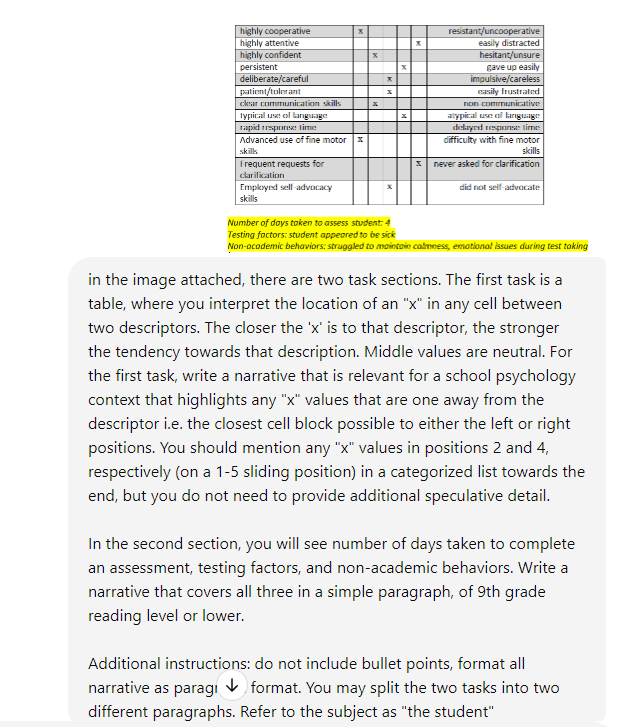 highly cooperative x resistant/uncooperative
highly attentive x easily distracted
highly confident x hesitant/unsure
persistent x gave up easily
deliberate/careful x impulsive/careless
patient/tolerant x easily frustrated
clear communication skills x non-communicative
typical use of language x atypical use of language
rapid response time delayed response time
Advanced use of fine motor x difficulty with fine motor
skills skills
Frequent requests for x never asked for clarification
clarification
Employed self-advocacy x did not self-advocate
skills
Number of days taken to assess student: 4
Testing factors: student appeared to be sick
Non-academic behaviors: struggled to maintain calmness, emotional issues during test taking
in the image attached, there are two task sections. The first task is a
table, where you interpret the location of an "x" in any cell between
two descriptors. The closer the 'x' is to that descriptor, the stronger
the tendency towards that description. Middle values are neutral. For
the first task, write a narrative that is relevant for a school psychology
context that highlights any "x" values that are one away from the
descriptor i.e. the closest cell block possible to either the left or right
positions. You should mention any "x" values in positions 2 and 4,
respectively (on a 1-5 sliding position) in a categorized list towards the
end, but you do not need to provide additional speculative detail.
In the second section, you will see number of days taken to complete
an assessment, testing factors, and non-academic behaviors. Write a
narrative that covers all three in a simple paragraph, of 9th grade
reading level or lower.
Additional instructions: do not include bullet points, format all
narrative as format. You may split the two tasks into two
different paragraphs. Refer to the subject as "the student"